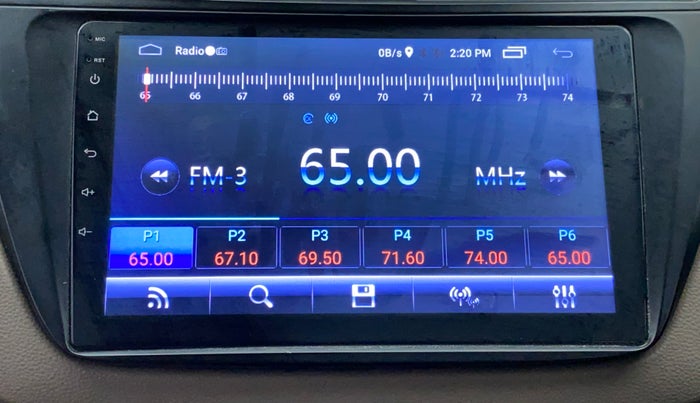 MIC
Radio 0B/s 2:20 PM
RST
65 66 67 68 69 70 71 72 73 74
FM-3 65.00 MHz
P1 P2 P3 P4 P5 P6
65.00 67.10 69.50 71.60 74.00 65.00